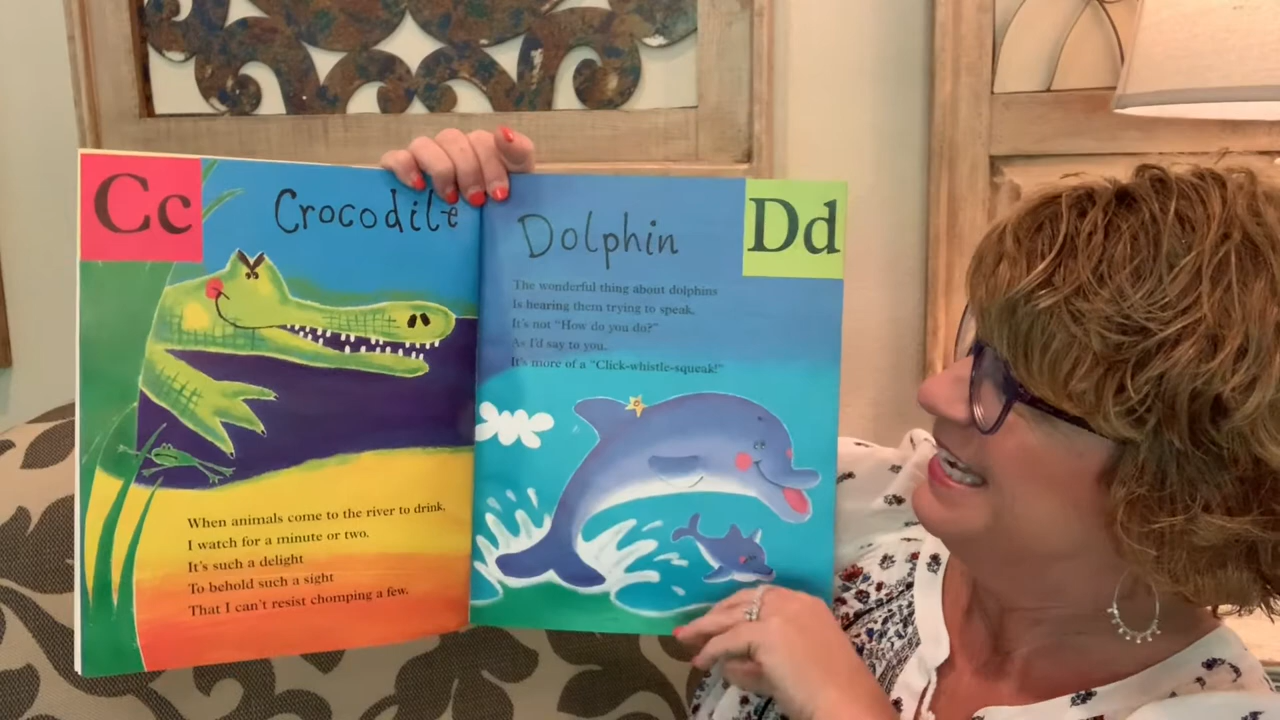 Cc
Crocodile
When animals come to the river to drink,
I watch for a minute or two.
It's such a delight
To behold such a sight
That I can't resist chomping a few.
Dolphin
Dd
The wonderful thing about dolphins
Is hearing them trying to speak.
It's not "How do you do?"
As I'd say to you.
It's more of a "Click-whistle-squeak!"